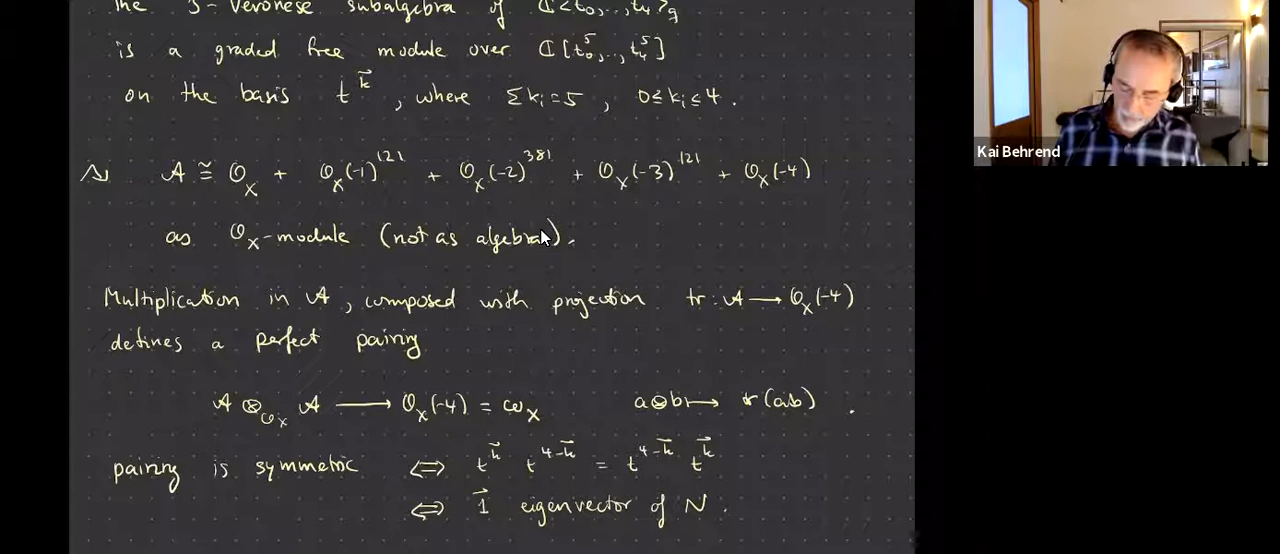 the 5-Veronese subalgebra of ℂ<t₀,..,t₄>_q
is a graded free module over ℂ[t₀⁵,..,t₄⁵]
on the basis t^{k⃗}, where Σkᵢ=5, 0≤kᵢ≤4.
𝒜 ≅ 𝒪_X + 𝒪_X(-1)^{121} + 𝒪_X(-2)^{381} + 𝒪_X(-3)^{121} + 𝒪_X(-4)
as 𝒪_X-module (not as algebra).
Multiplication in 𝒜, composed with projection tr: 𝒜 ⟶ 𝒪_X(-4)
defines a perfect pairing
𝒜 ⊗_{𝒪_X} 𝒜 ⟶ 𝒪_X(-4) = ω_X a⊗b ⟼ tr(ab).
pairing is symmetric ⟺ t^{k⃗} t^{4-k⃗} = t^{4-k⃗} t^{k⃗}
⟺ 1⃗ eigenvector of N.
Kai Behrend